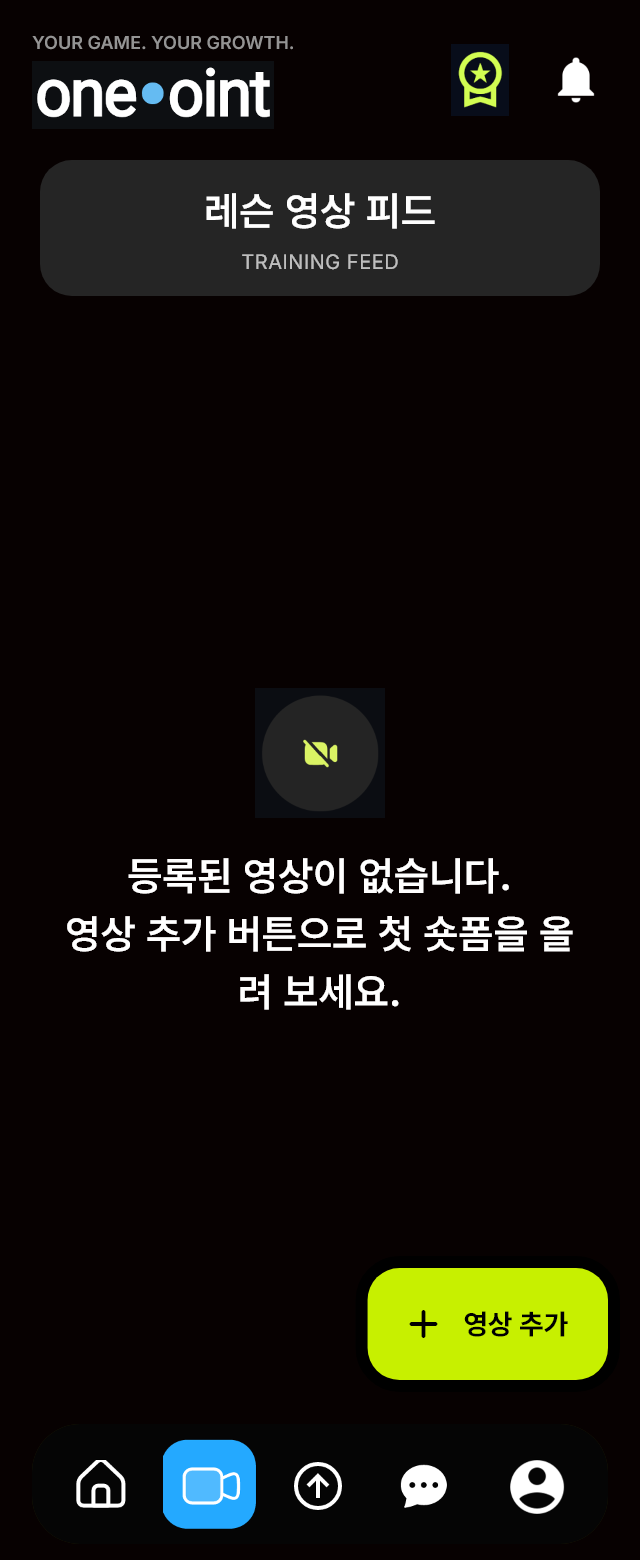 YOUR GAME. YOUR GROWTH.
one•oint
레슨 영상 피드
TRAINING FEED
등록된 영상이 없습니다.
영상 추가 버튼으로 첫 숏폼을 올
려 보세요.
영상 추가